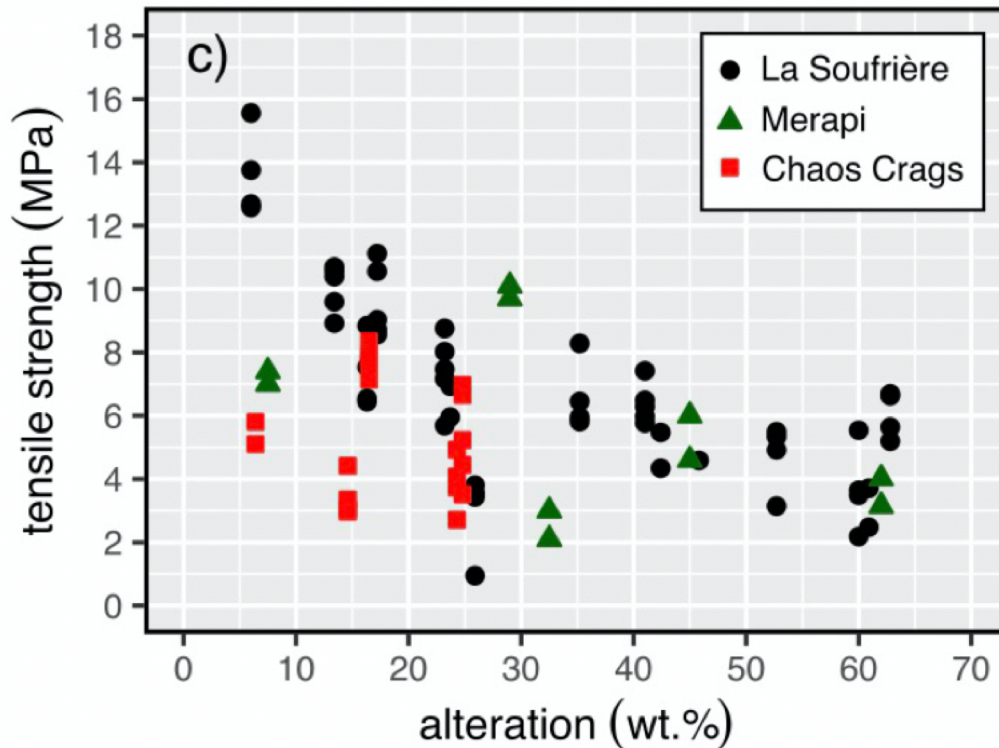 c)
La Soufrière
Merapi
Chaos Crags
tensile strength (MPa)
18
16
14
12
10
8
6
4
2
0
0 10 20 30 40 50 60 70
alteration (wt.%)